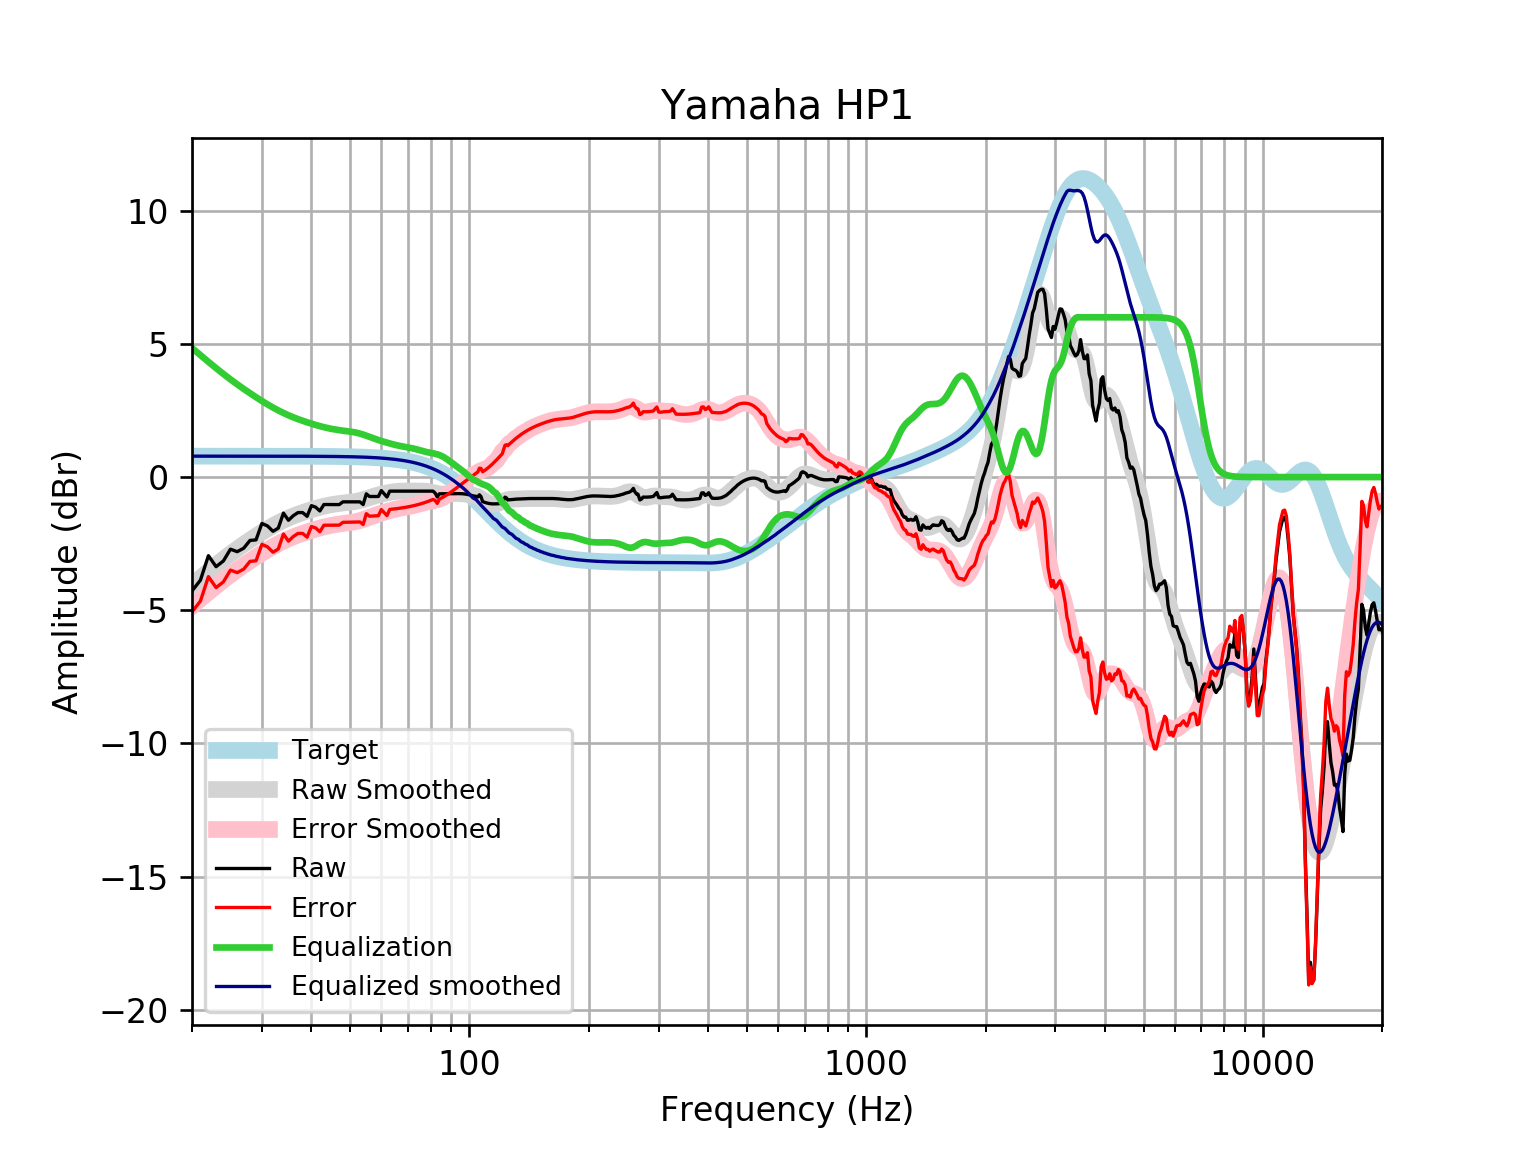 Yamaha HP1
Amplitude (dBr)
10
5
0
−5
−10
−15
−20
Target
Raw Smoothed
Error Smoothed
Raw
Error
Equalization
Equalized smoothed
100
1000
10000
Frequency (Hz)